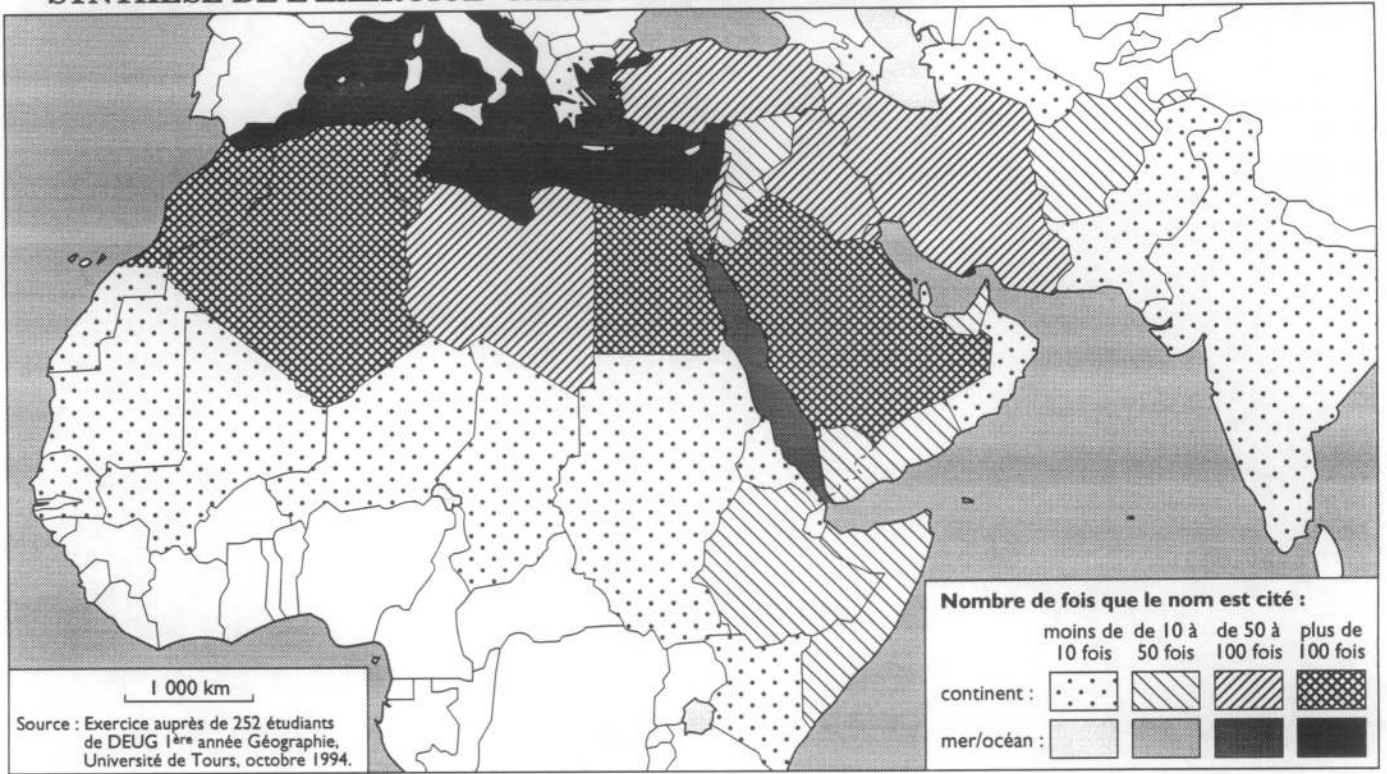 Nombre de fois que le nom est cité :
moins de 10 fois
de 10 à 50 fois
de 50 à 100 fois
plus de 100 fois
continent :
mer/océan :
1 000 km
Source : Exercice auprès de 252 étudiants
de DEUG 1ère année Géographie,
Université de Tours, octobre 1994.